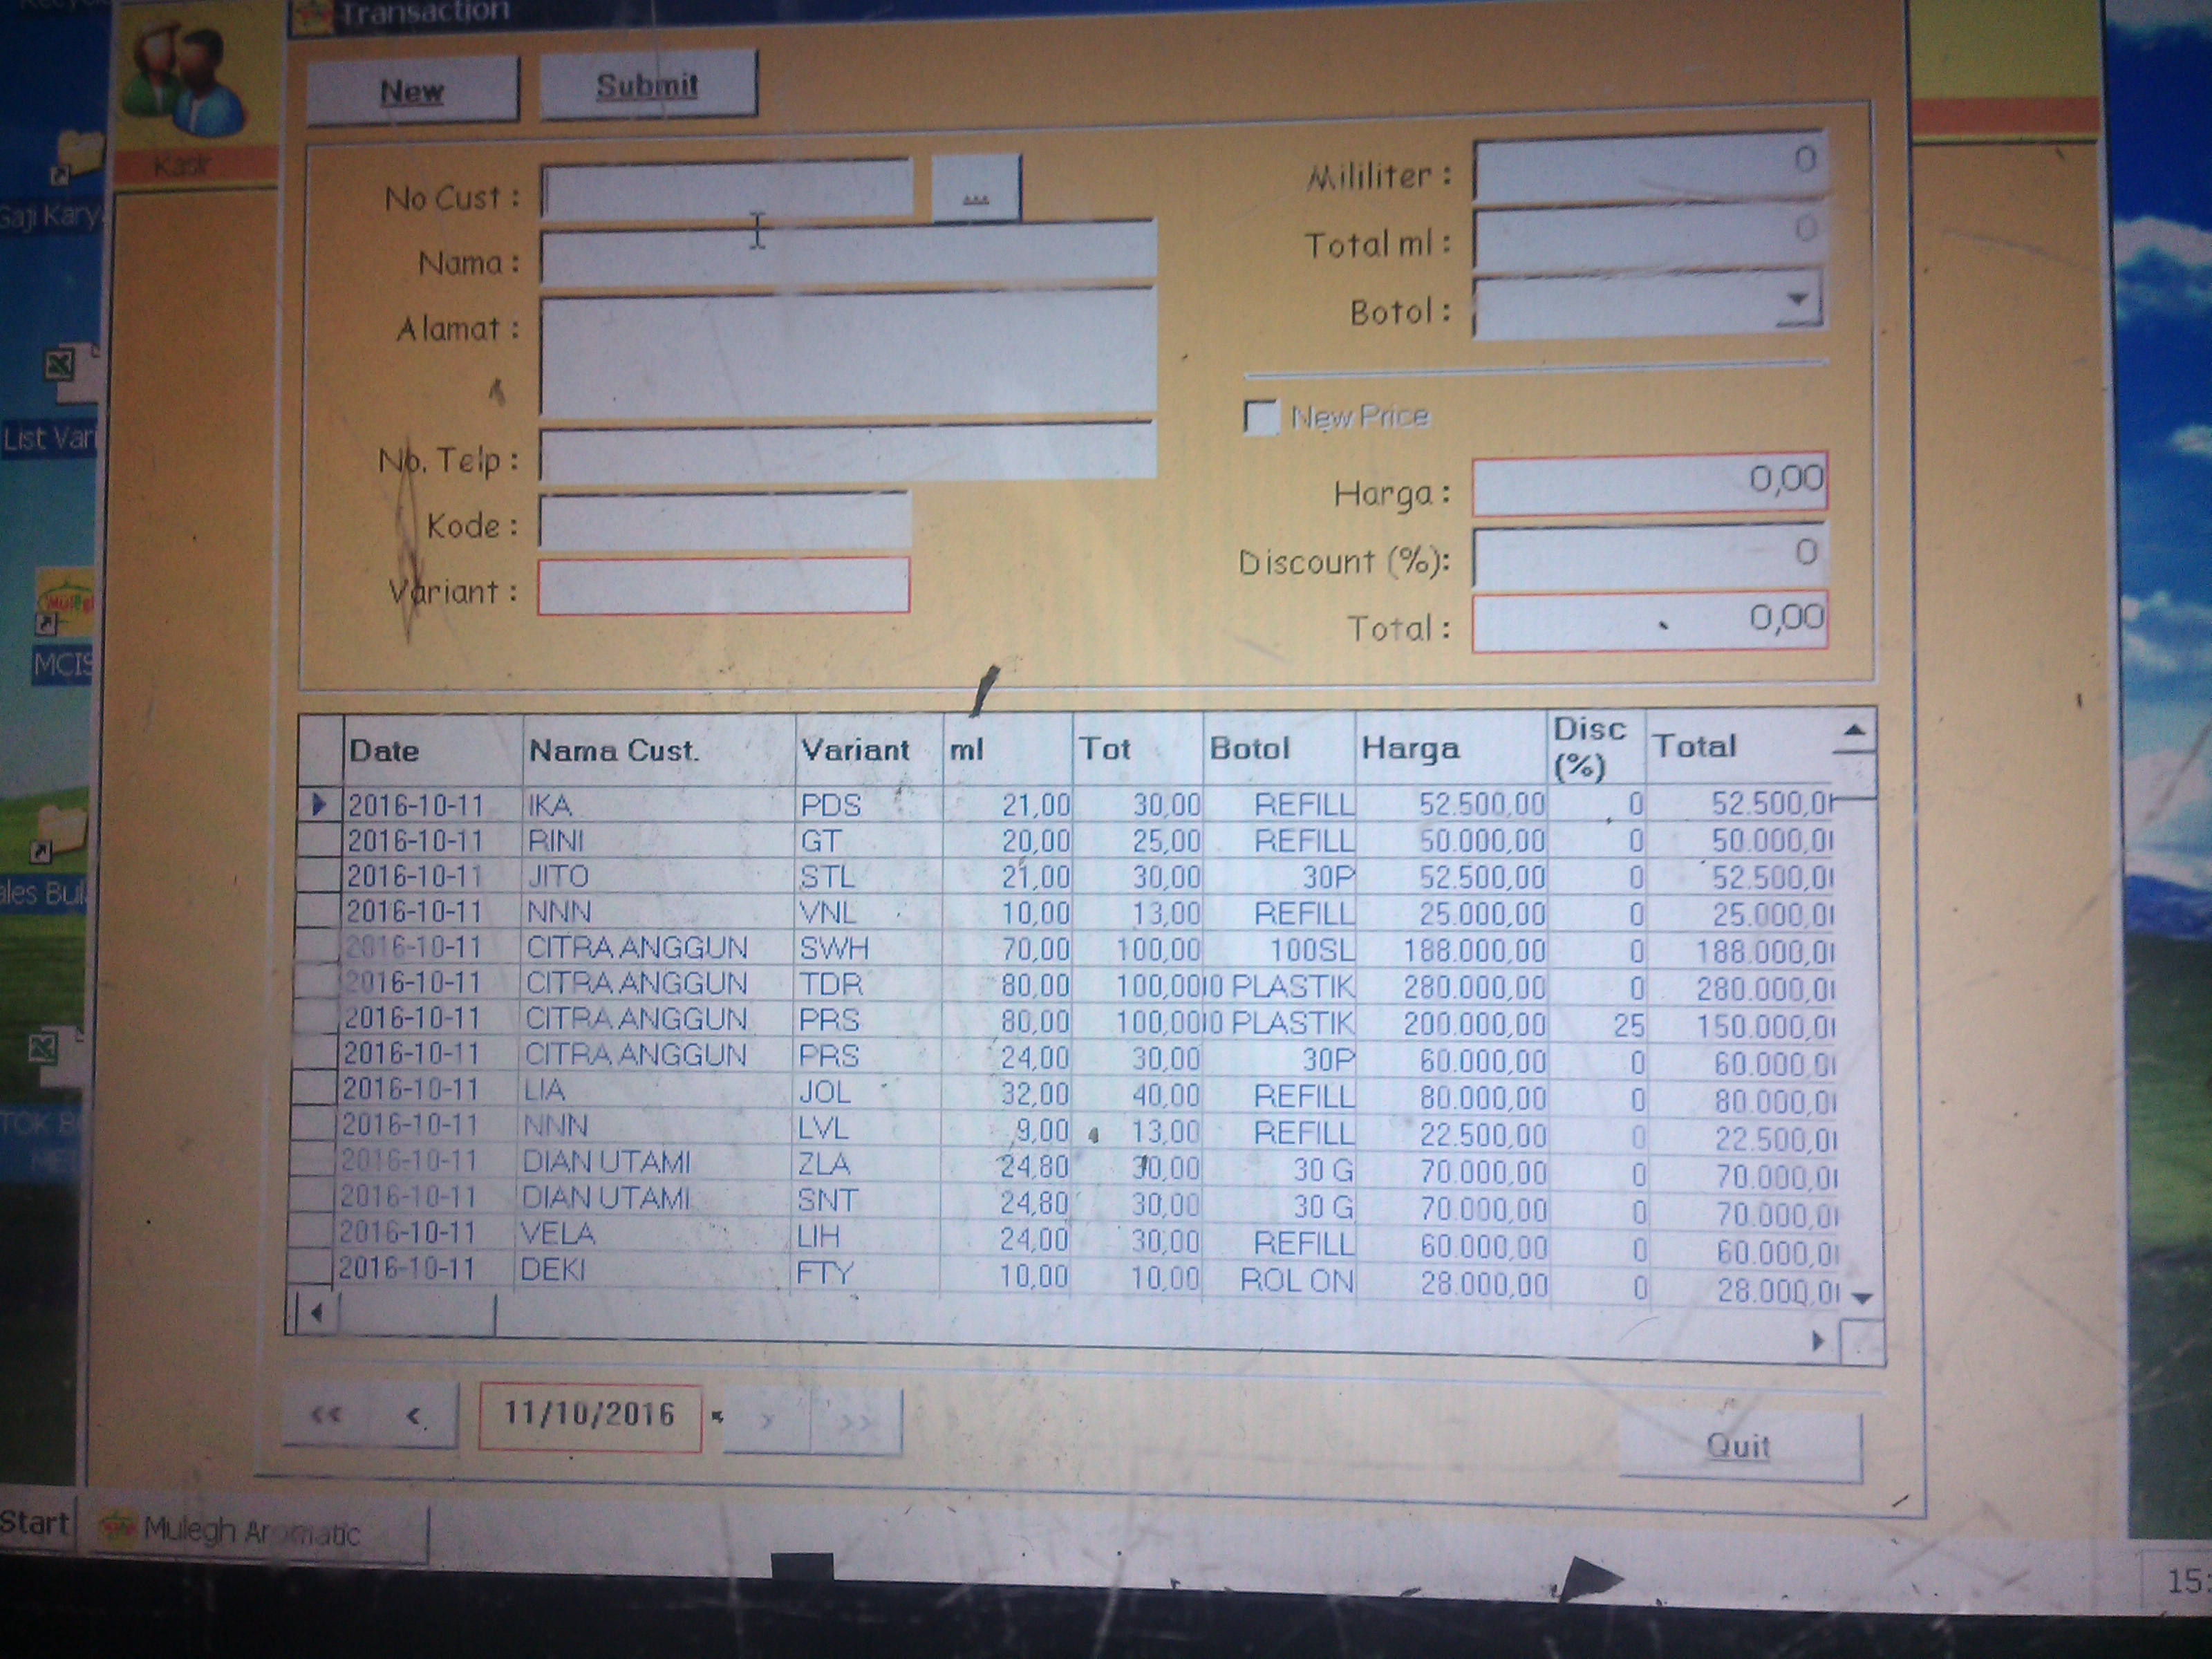 Transaction
New Submit
Kasir
No Cust : ...
Nama :
Alamat :
No. Telp :
Kode :
Variant :
Mililiter : 0
Total ml : 0
Botol :
New Price
Harga : 0,00
Discount (%): 0
Total : 0,00
Date Nama Cust. Variant ml Tot Botol Harga Disc (%) Total
2016-10-11 IKA PDS 21,00 30,00 REFILL 52.500,00 0 52.500,0
2016-10-11 RINI GT 20,00 25,00 REFILL 50.000,00 0 50.000,0
2016-10-11 JITO STL 21,00 30,00 30P 52.500,00 0 52.500,0
2016-10-11 NNN VNL 10,00 13,00 REFILL 25.000,00 0 25.000,0
2016-10-11 CITRA ANGGUN SWH 70,00 100,00 100SL 188.000,00 0 188.000,0
2016-10-11 CITRA ANGGUN TDR 80,00 100,00 0 PLASTIK 280.000,00 0 280.000,0
2016-10-11 CITRA ANGGUN PRS 80,00 100,00 0 PLASTIK 200.000,00 25 150.000,0
2016-10-11 CITRA ANGGUN PRS 24,00 30,00 30P 60.000,00 0 60.000,0
2016-10-11 LIA JOL 32,00 40,00 REFILL 80.000,00 0 80.000,0
2016-10-11 NNN LVL 9,00 13,00 REFILL 22.500,00 0 22.500,0
2016-10-11 DIAN UTAMI ZLA 24,80 30,00 30 G 70.000,00 0 70.000,0
2016-10-11 DIAN UTAMI SNT 24,80 30,00 30 G 70.000,00 0 70.000,0
2016-10-11 VELA LIH 24,00 30,00 REFILL 60.000,00 0 60.000,0
2016-10-11 DEKI FTY 10,00 10,00 ROL ON 28.000,00 0 28.000,0
<< < 11/10/2016 > >>
Quit
Gaji Kary
List Vari
MCIS
ales Bul
TOK B
Start Mulegh Aromatic
15: